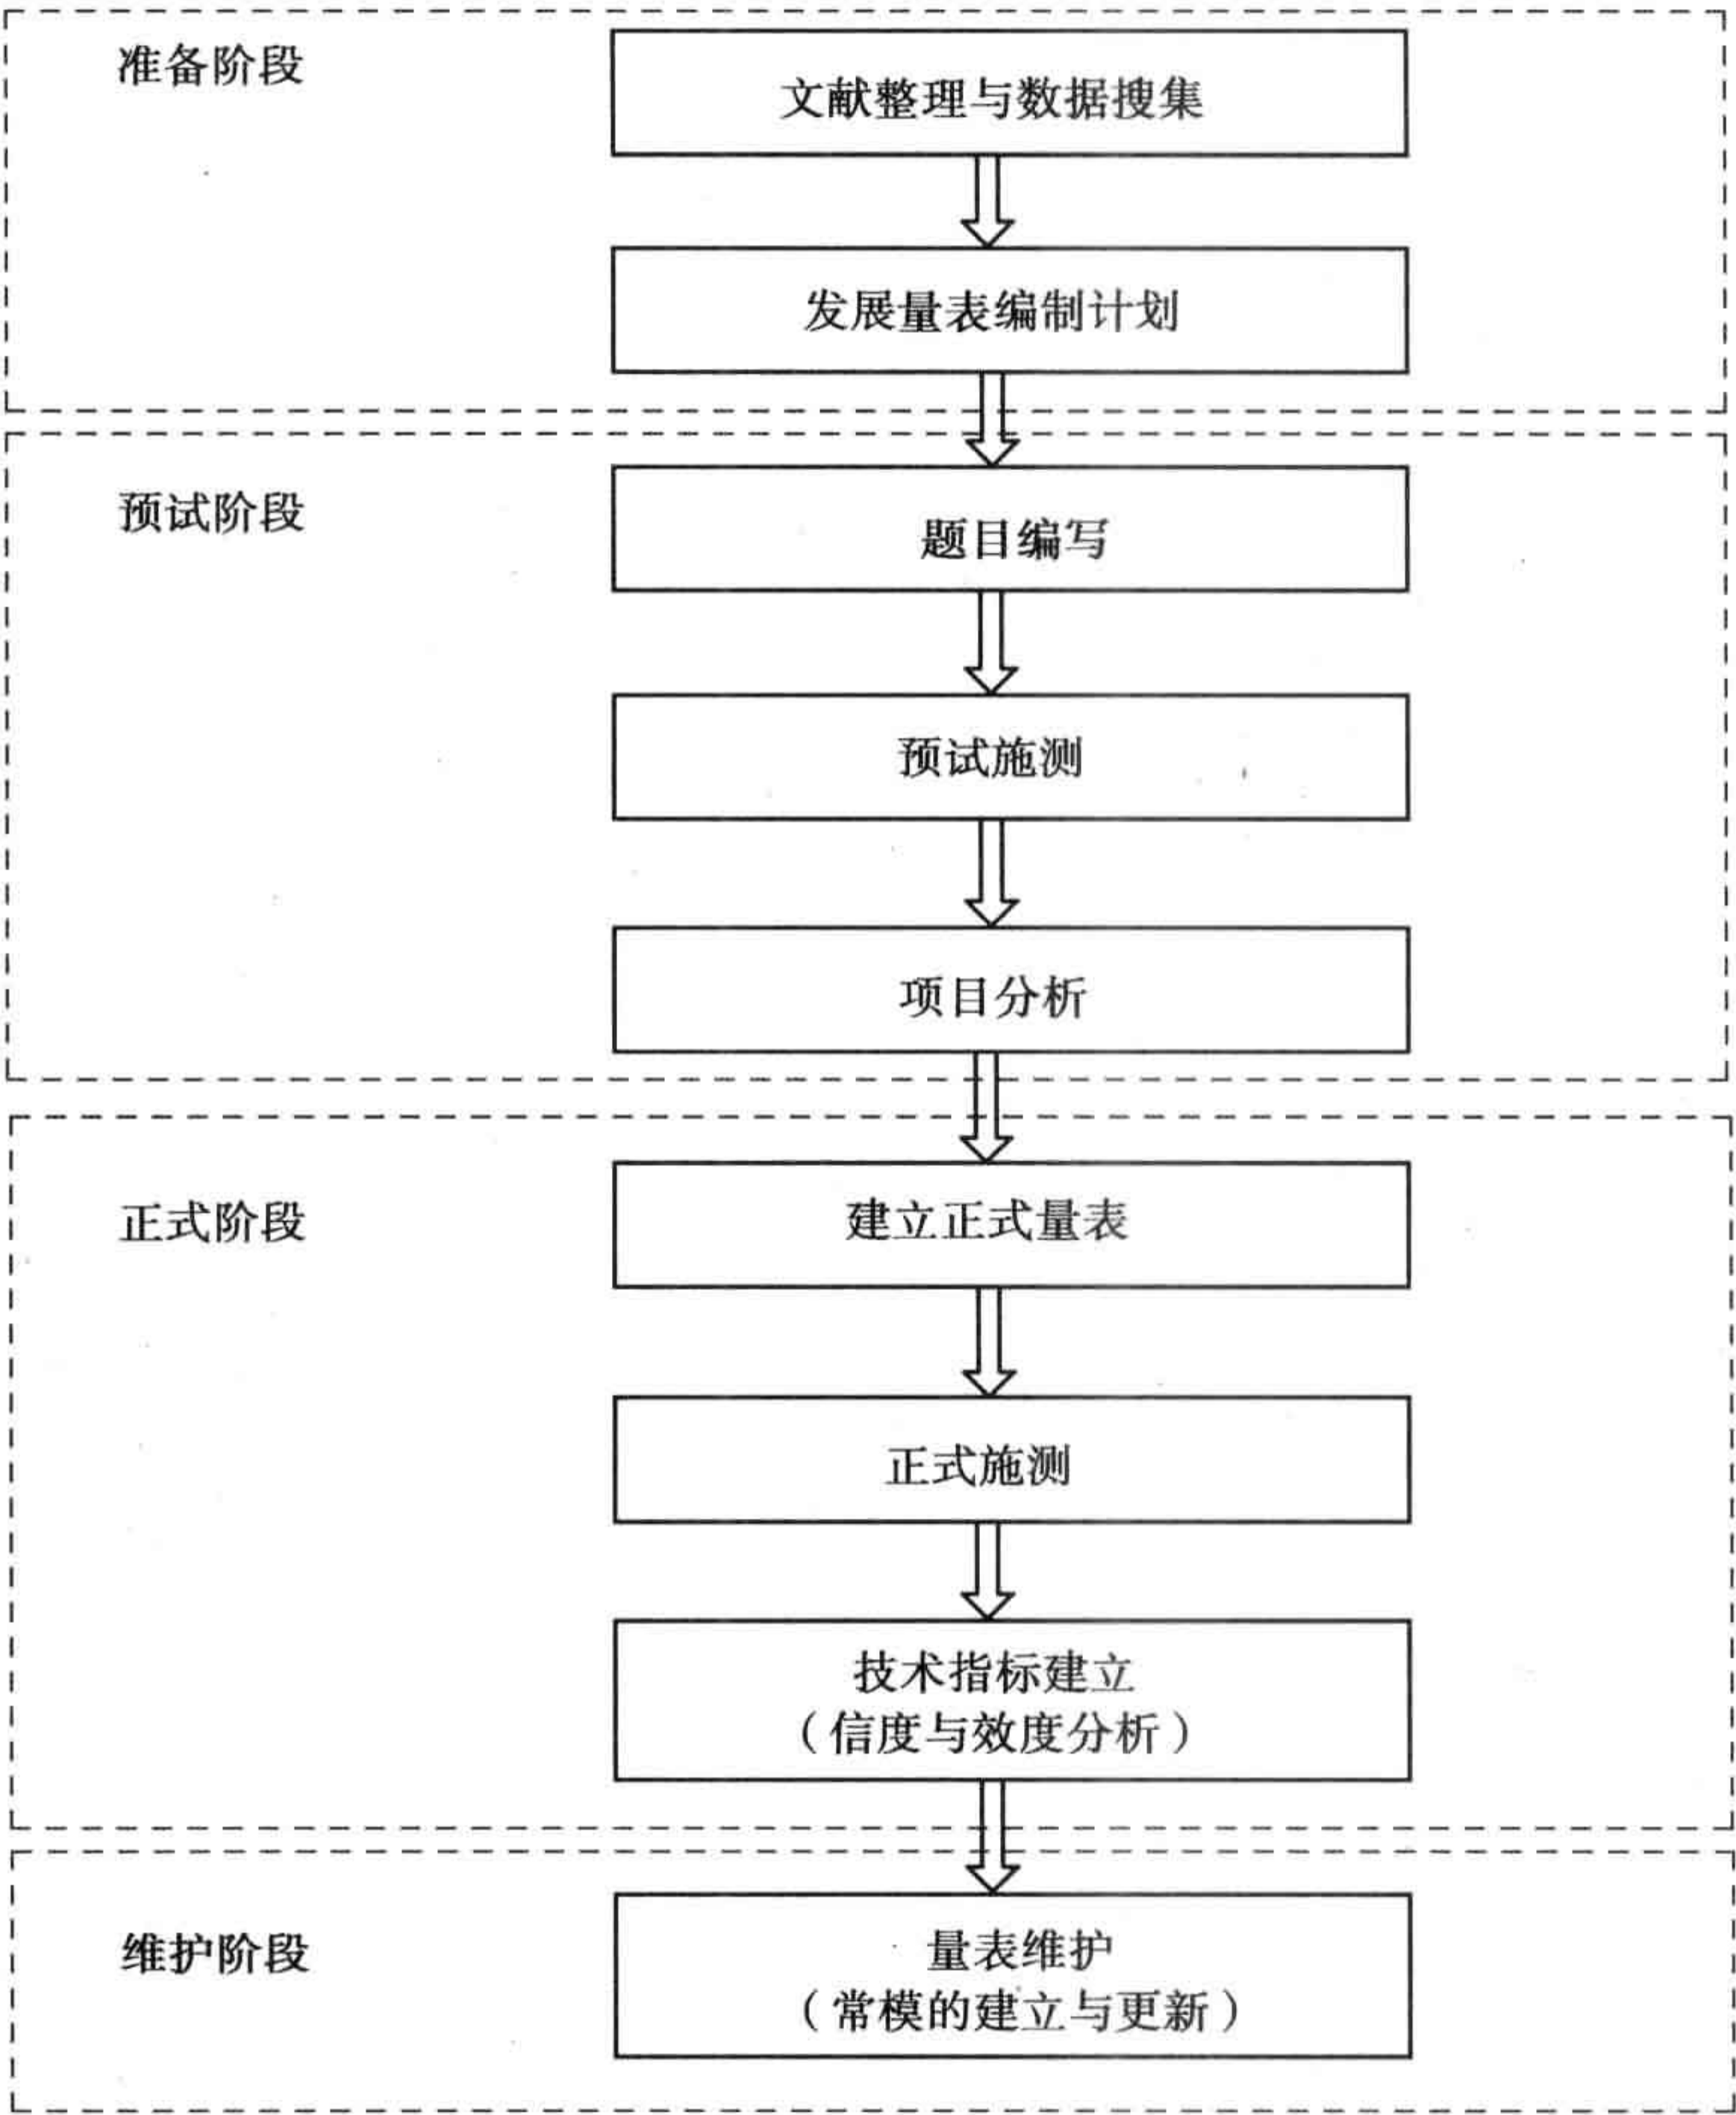 准备阶段
文献整理与数据搜集
发展量表编制计划
预试阶段
题目编写
预试施测
项目分析
正式阶段
建立正式量表
正式施测
技术指标建立
（信度与效度分析）
维护阶段
量表维护
（常模的建立与更新）